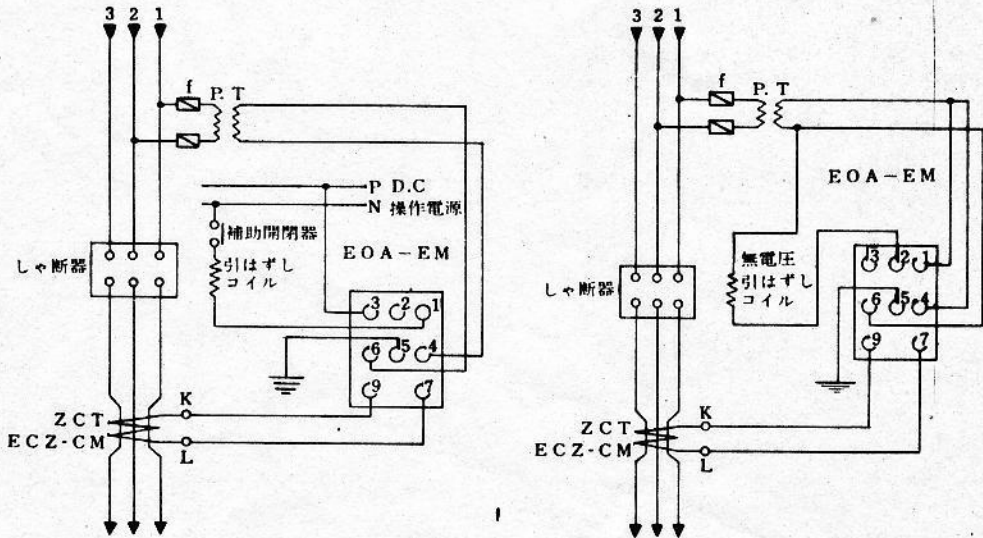 3 2 1
f P. T
P D.C
N 操作電源
補助開閉器
引はずし
コイル
EOA-EM
しゃ断器
3 2 1
6 5 4
9 7
K
ZCT
ECZ-CM
L
3 2 1
f P. T
EOA-EM
無電圧
引はずし
コイル
しゃ断器
3 2 1
6 5 4
9 7
K
ZCT
ECZ-CM
L